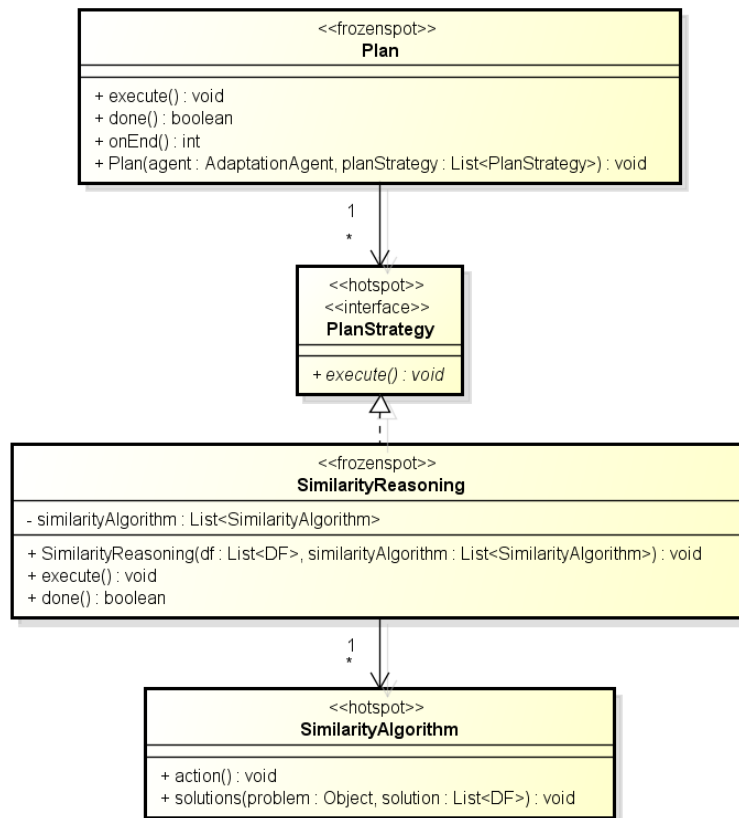 <<frozenspot>>
Plan
+ execute() : void
+ done() : boolean
+ onEnd() : int
+ Plan(agent : AdaptationAgent, planStrategy : List<PlanStrategy>) : void
1
*
<<hotspot>>
<<interface>>
PlanStrategy
+ execute() : void
<<frozenspot>>
SimilarityReasoning
- similarityAlgorithm : List<SimilarityAlgorithm>
+ SimilarityReasoning(df : List<DF>, similarityAlgorithm : List<SimilarityAlgorithm>) : void
+ execute() : void
+ done() : boolean
1
*
<<hotspot>>
SimilarityAlgorithm
+ action() : void
+ solutions(problem : Object, solution : List<DF>) : void